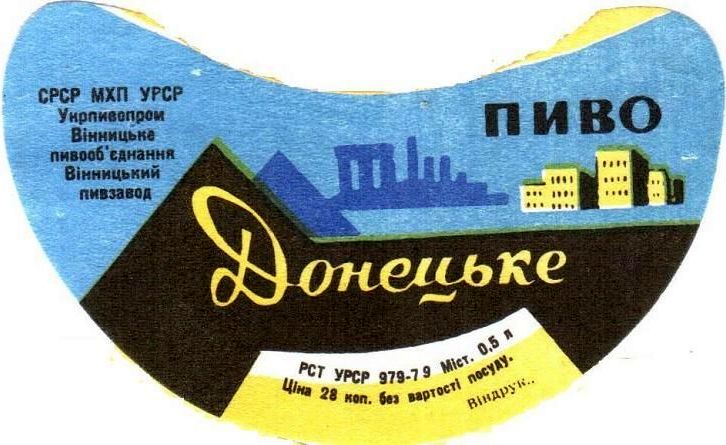 СРСР МХП УРСР
Укрпивопром
Вінницьке
пивооб'єднання
Вінницький
пивзавод
ПИВО
Донецьке
РСТ УРСР 979-79 Міст. 0,5 л
Ціна 28 коп. без вартості посуду.
Віндрук..